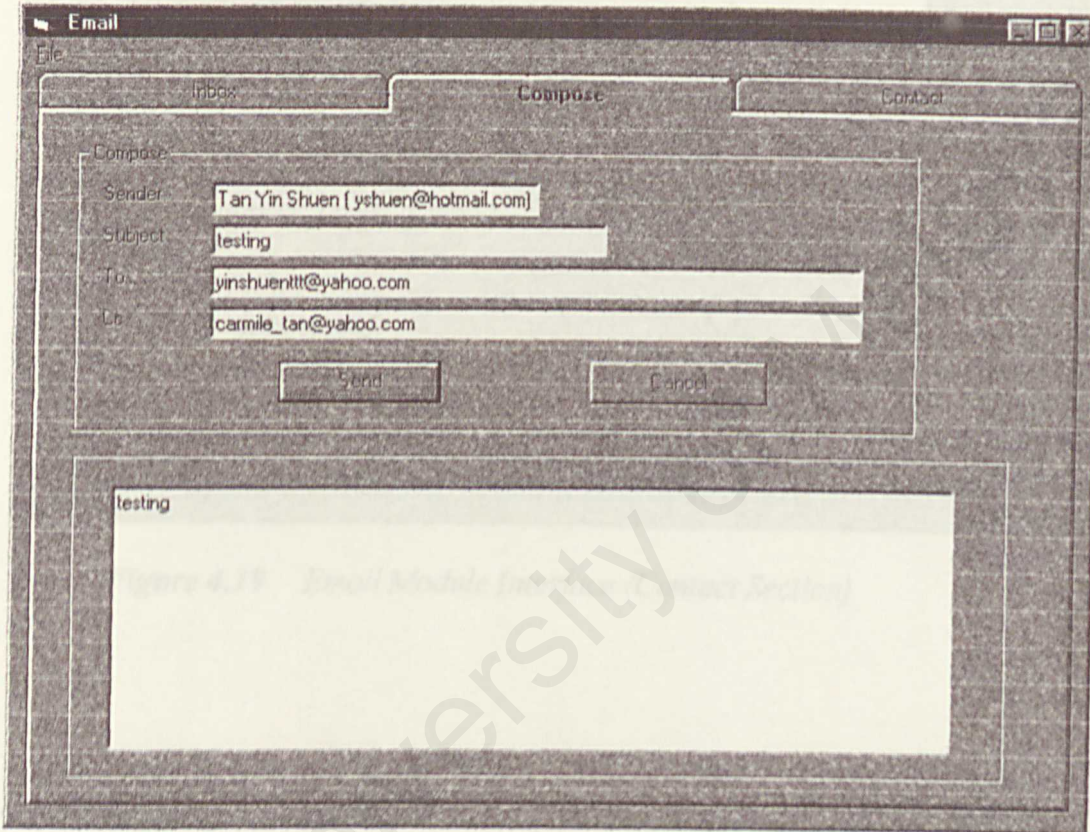 Email
File
Inbox Compose Contact
Compose
Sender Tan Yin Shuen ( yshuen@hotmail.com)
Subject testing
To... yinshuenttt@yahoo.com
Cc carmila_tan@yahoo.com
Send Cancel
testing
Figure 4.19 Email Module Interface (Contact Section)